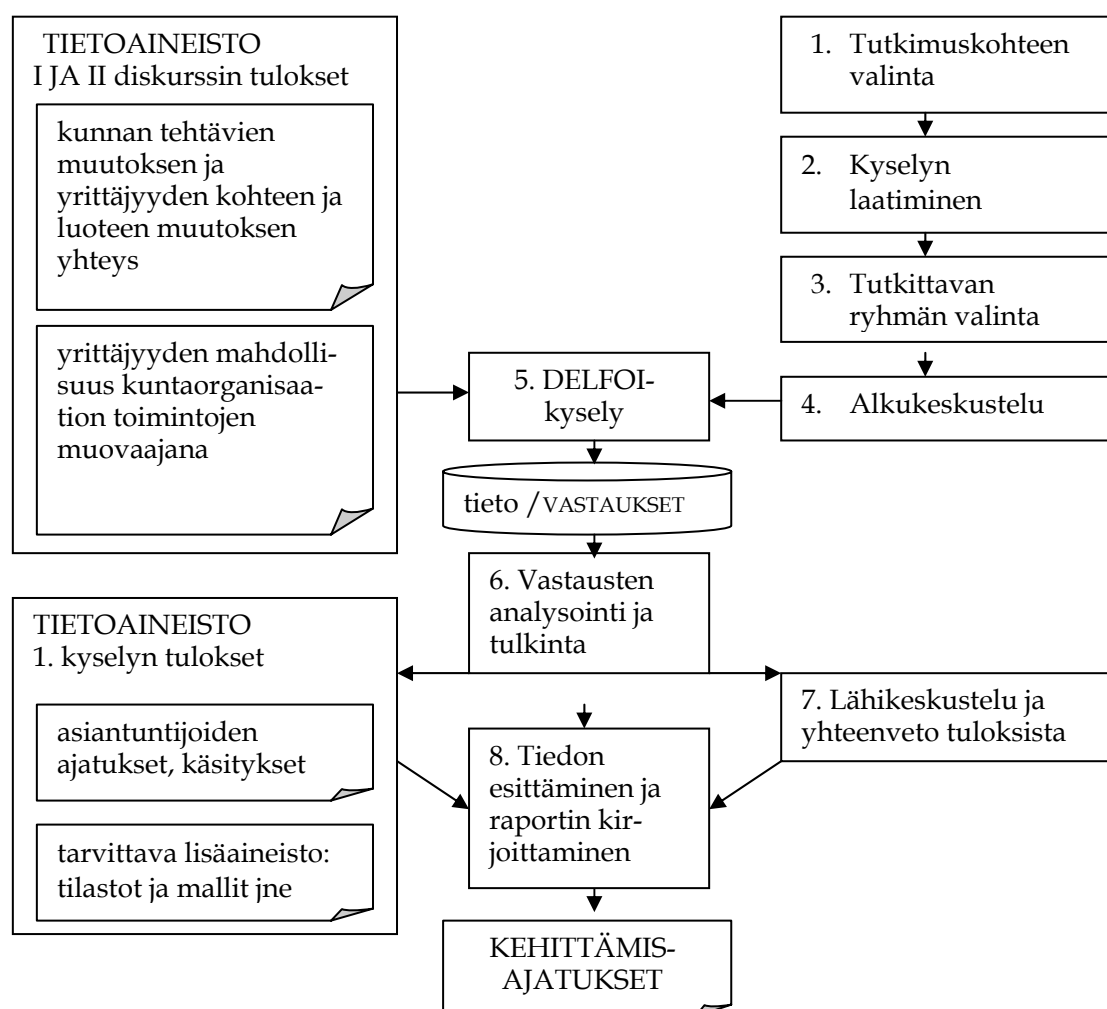 TIETOAINEISTO
I JA II diskurssin tulokset
kunnan tehtävien
muutoksen ja
yrittäjyyden kohteen ja
luoteen muutoksen
yhteys
yrittäjyyden mahdolli-
suus kuntaorganisaa-
tion toimintojen
muovaajana
1. Tutkimuskohteen
valinta
2. Kyselyn
laatiminen
3. Tutkittavan
ryhmän valinta
4. Alkukeskustelu
5. DELFOI-
kysely
tieto /VASTAUKSET
6. Vastausten
analysointi ja
tulkinta
TIETOAINEISTO
1. kyselyn tulokset
asiantuntijoiden
ajatukset, käsitykset
tarvittava lisäaineisto:
tilastot ja mallit jne
7. Lähikeskustelu ja
yhteenveto tuloksista
8. Tiedon
esittäminen ja
raportin kir-
joittaminen
KEHITTÄMIS-
AJATUKSET